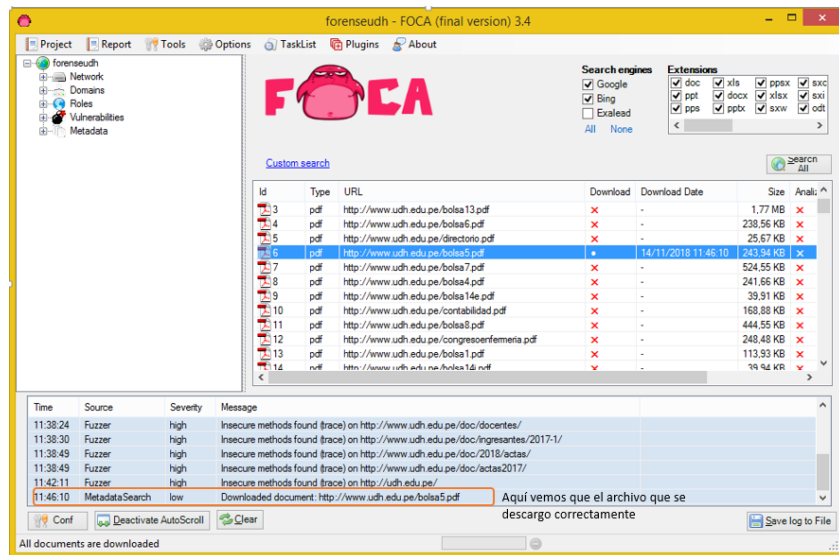 forenseudh - FOCA (final version) 3.4
Project Report Tools Options TaskList Plugins About
forenseudh
Network
Domains
Roles
Vulnerabilities
Metadata
FOCA
Search engines
Google
Bing
Exalead
All None
Extensions
doc xls ppsx sxc
ppt docx xlsx sxi
pps pptx sxw odt
Custom search
Search All
Id Type URL Download Download Date Size Analiz
3 pdf http://www.udh.edu.pe/bolsa13.pdf × - 1,77 MB ×
4 pdf http://www.udh.edu.pe/bolsa6.pdf × - 238,56 KB ×
5 pdf http://www.udh.edu.pe/directorio.pdf × - 25,67 KB ×
6 pdf http://www.udh.edu.pe/bolsa5.pdf • 14/11/2018 11:46:10 243,94 KB ×
7 pdf http://www.udh.edu.pe/bolsa7.pdf × - 524,55 KB ×
8 pdf http://www.udh.edu.pe/bolsa4.pdf × - 241,66 KB ×
9 pdf http://www.udh.edu.pe/bolsa14e.pdf × - 39,91 KB ×
10 pdf http://www.udh.edu.pe/contabilidad.pdf × - 168,88 KB ×
11 pdf http://www.udh.edu.pe/bolsa8.pdf × - 444,55 KB ×
12 pdf http://www.udh.edu.pe/congresoenfemeria.pdf × - 248,48 KB ×
13 pdf http://www.udh.edu.pe/bolsa1.pdf × - 113,93 KB ×
14 pdf http://www.udh.edu.pe/bolsa14i.pdf × - 39,94 KB ×
Time Source Severity Message
11:38:24 Fuzzer high Insecure methods found (trace) on http://www.udh.edu.pe/doc/docentes/
11:38:30 Fuzzer high Insecure methods found (trace) on http://www.udh.edu.pe/doc/ingresantes/2017-1/
11:38:49 Fuzzer high Insecure methods found (trace) on http://www.udh.edu.pe/doc/2018/actas/
11:38:49 Fuzzer high Insecure methods found (trace) on http://www.udh.edu.pe/doc/actas2017/
11:42:11 Fuzzer high Insecure methods found (trace) on http://udh.edu.pe/
11:46:10 MetadataSearch low Downloaded document: http://www.udh.edu.pe/bolsa5.pdf
Aquí vemos que el archivo que se
descargo correctamente
Conf Deactivate AutoScroll Clear Save log to File
All documents are downloaded